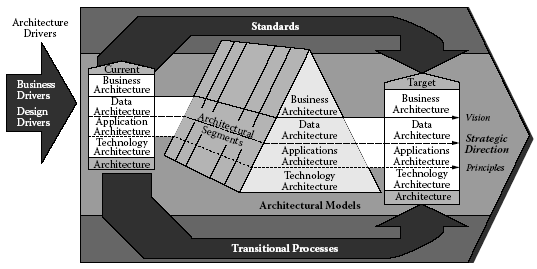 Architecture
Drivers
Business
Drivers
Design
Drivers
Standards
Current
Business
Architecture
Data
Architecture
Application
Architecture
Technology
Architecture
Architecture
Architectural
Segments
Business
Architecture
Data
Architecture
Applications
Architecture
Technology
Architecture
Architectural Models
Target
Business
Architecture
Data
Architecture
Applications
Architecture
Technology
Architecture
Architecture
Vision
Strategic
Direction
Principles
Transitional Processes